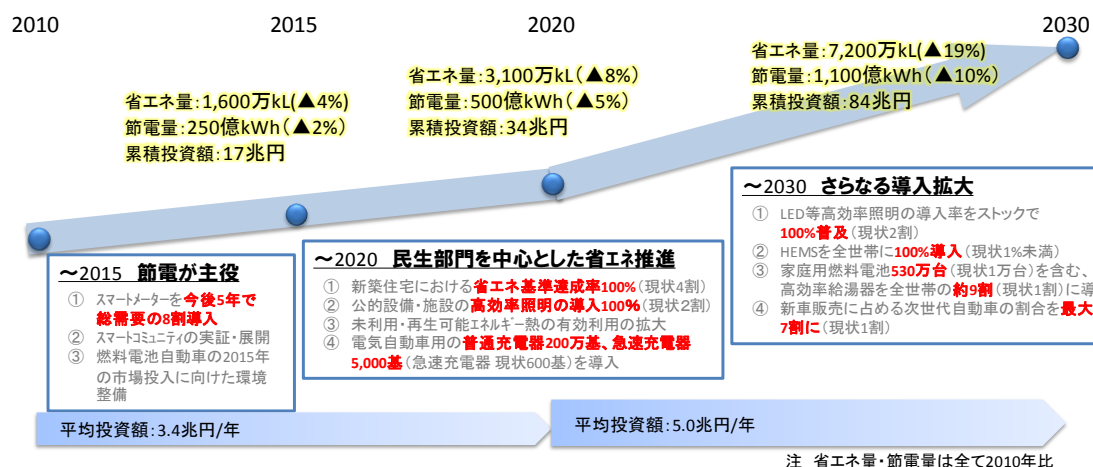 2010
2015
2020
2030
省エネ量:1,600万kL(▲4%)
節電量:250億kWh(▲2%)
累積投資額:17兆円
省エネ量:3,100万kL(▲8%)
節電量:500億kWh(▲5%)
累積投資額:34兆円
省エネ量:7,200万kL(▲19%)
節電量:1,100億kWh(▲10%)
累積投資額:84兆円
~2015 節電が主役
① スマートメーターを今後5年で
総需要の8割導入
② スマートコミュニティの実証・展開
③ 燃料電池自動車の2015年
の市場投入に向けた環境
整備
~2020 民生部門を中心とした省エネ推進
① 新築住宅における省エネ基準達成率100%(現状4割)
② 公的設備・施設の高効率照明の導入100%(現状2割)
③ 未利用・再生可能エネルギー熱の有効利用の拡大
④ 電気自動車用の普通充電器200万基、急速充電器
5,000基(急速充電器 現状600基)を導入
~2030 さらなる導入拡大
① LED等高効率照明の導入率をストックで
100%普及(現状2割)
② HEMSを全世帯に100%導入(現状1%未満)
③ 家庭用燃料電池530万台(現状1万台)を含む、
高効率給湯器を全世帯の約9割(現状1割)に導
④ 新車販売に占める次世代自動車の割合を最大
7割に(現状1割)
平均投資額:3.4兆円/年
平均投資額:5.0兆円/年
注 省エネ量・節電量は全て2010年比